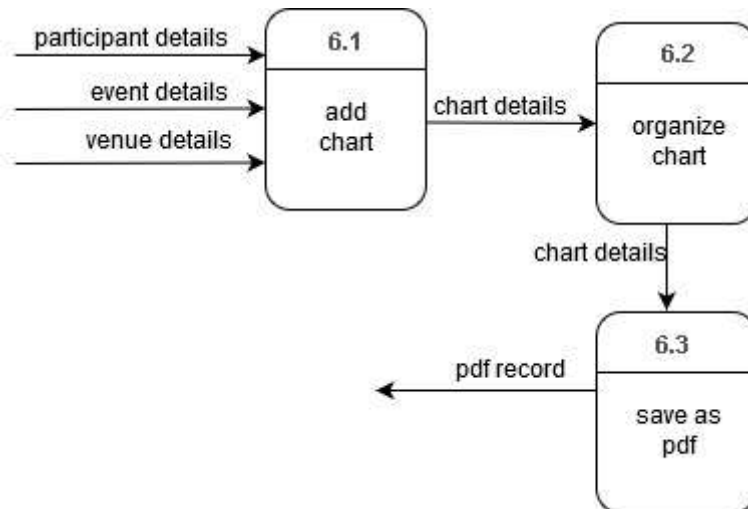 participant details
event details
venue details
6.1
add
chart
chart details
6.2
organize
chart
chart details
6.3
save as
pdf
pdf record